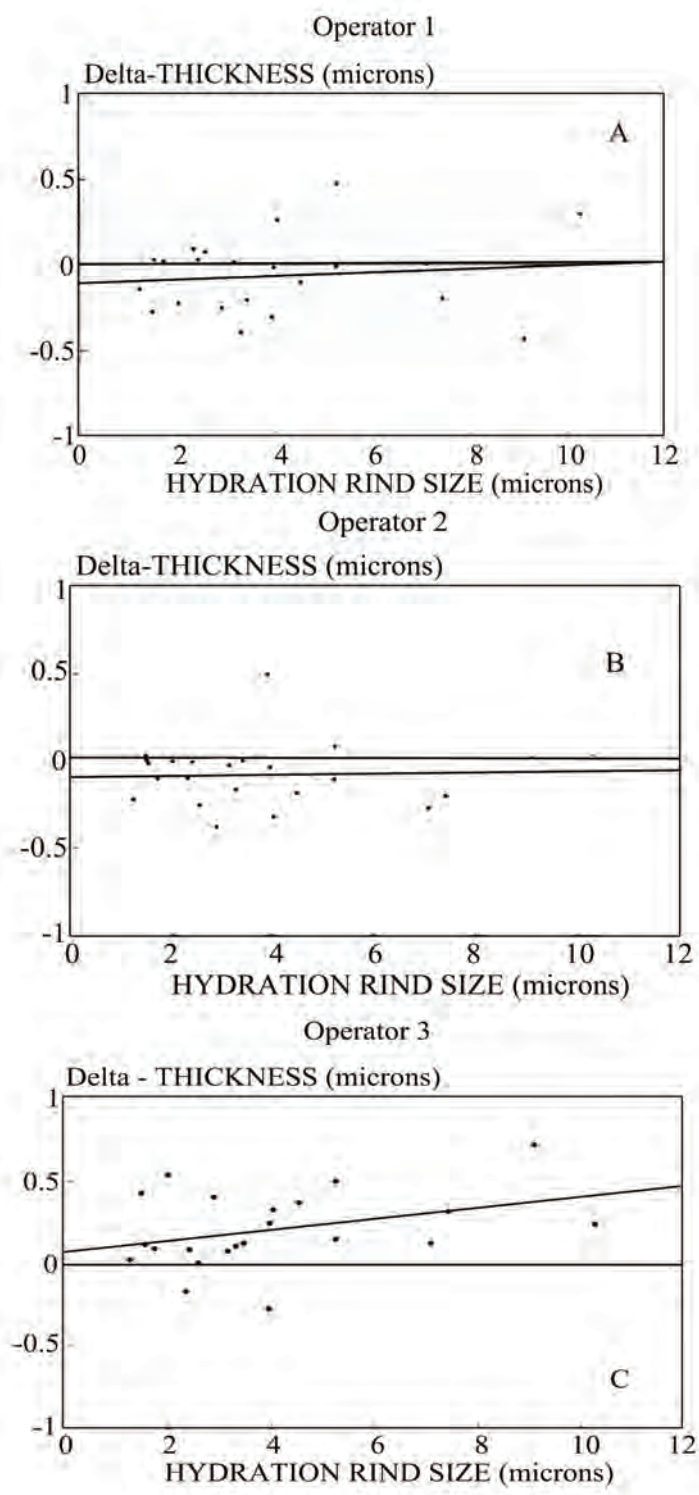 Operator 1
Delta-THICKNESS (microns)
1
A
0.5
0
-0.5
-1
0 2 4 6 8 10 12
HYDRATION RIND SIZE (microns)
Operator 2
Delta-THICKNESS (microns)
1
B
0.5
0
-0.5
-1
0 2 4 6 8 10 12
HYDRATION RIND SIZE (microns)
Operator 3
Delta - THICKNESS (microns)
1
0.5
0
-0.5
C
-1
0 2 4 6 8 10 12
HYDRATION RIND SIZE (microns)